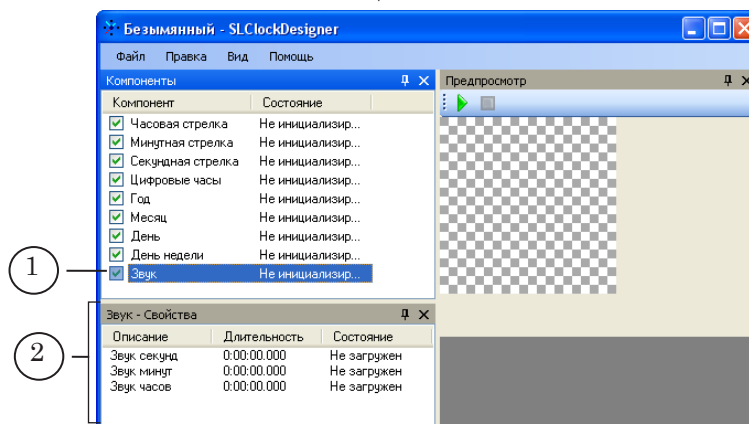 Безымянный - SLClockDesigner
Файл Правка Вид Помощь
Компоненты
Компонент Состояние
Часовая стрелка Не инициализир...
Минутная стрелка Не инициализир...
Секундная стрелка Не инициализир...
Цифровые часы Не инициализир...
Год Не инициализир...
Месяц Не инициализир...
День Не инициализир...
День недели Не инициализир...
1 Звук Не инициализир...
Предпросмотр
2
Звук - Свойства
Описание Длительность Состояние
Звук секунд 0:00:00.000 Не загружен
Звук минут 0:00:00.000 Не загружен
Звук часов 0:00:00.000 Не загружен